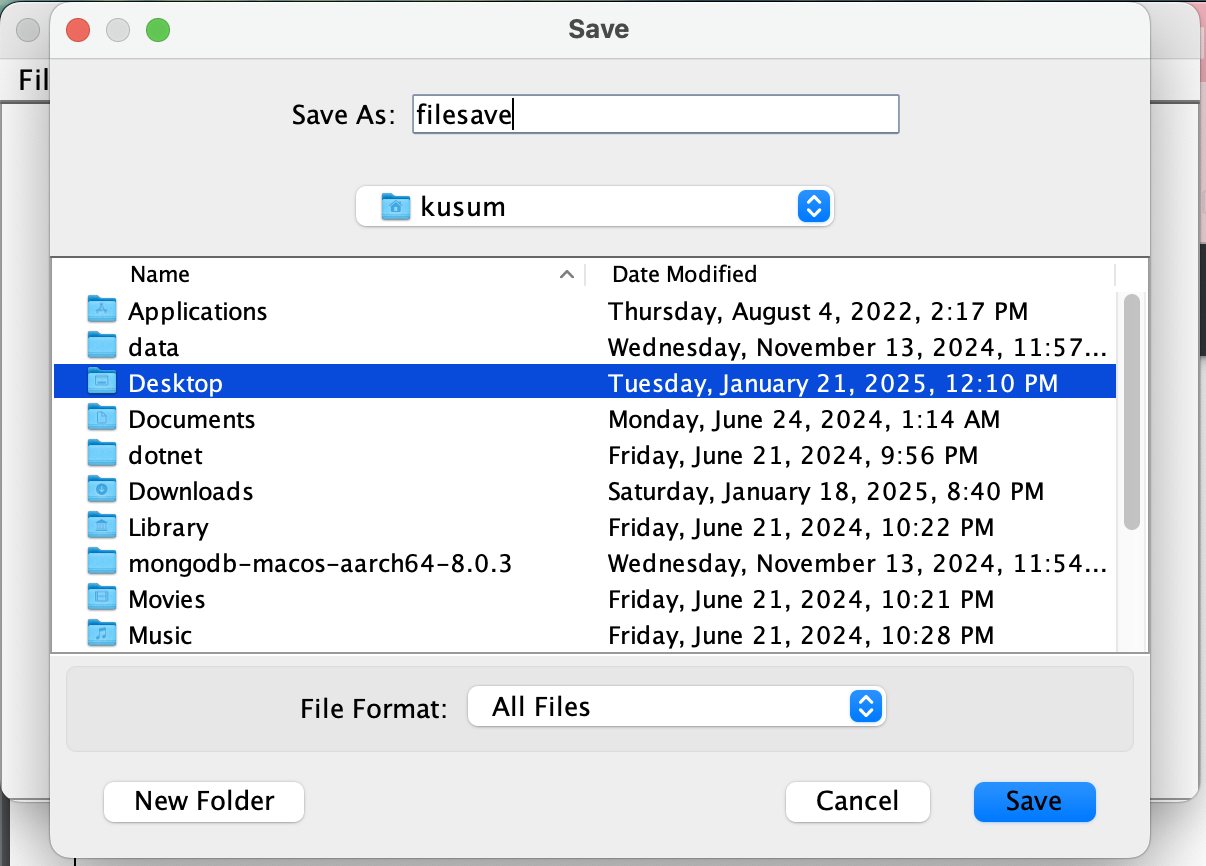 Save
Fil
Save As: filesave
kusum
Name Date Modified
Applications Thursday, August 4, 2022, 2:17 PM
data Wednesday, November 13, 2024, 11:57...
Desktop Tuesday, January 21, 2025, 12:10 PM
Documents Monday, June 24, 2024, 1:14 AM
dotnet Friday, June 21, 2024, 9:56 PM
Downloads Saturday, January 18, 2025, 8:40 PM
Library Friday, June 21, 2024, 10:22 PM
mongodb-macos-aarch64-8.0.3 Wednesday, November 13, 2024, 11:54...
Movies Friday, June 21, 2024, 10:21 PM
Music Friday, June 21, 2024, 10:28 PM
File Format: All Files
New Folder Cancel Save